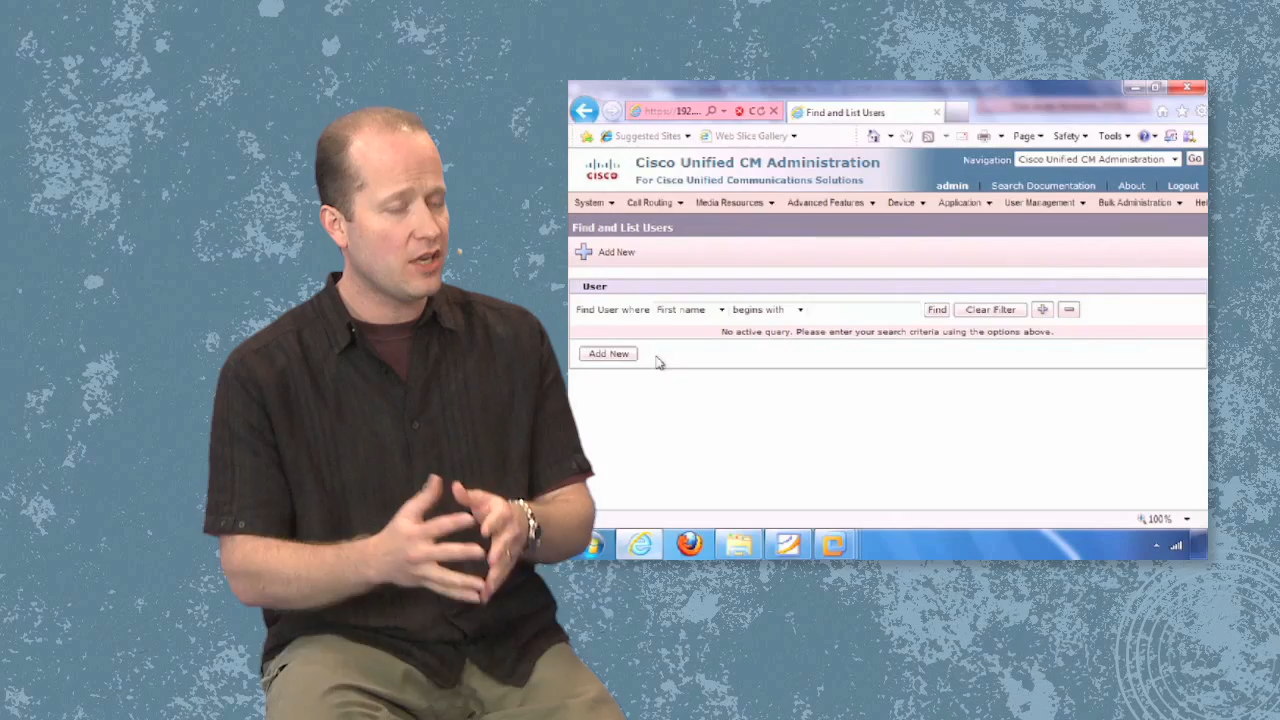 https://192....
Find and List Users
Suggested Sites
Web Slice Gallery
Page
Safety
Tools
CISCO
Cisco Unified CM Administration
For Cisco Unified Communications Solutions
Navigation Cisco Unified CM Administration Go
admin Search Documentation About Logout
System Call Routing Media Resources Advanced Features Device Application User Management Bulk Administration Hel
Find and List Users
Add New
User
Find User where First name begins with Find Clear Filter
No active query. Please enter your search criteria using the options above.
Add New
100%